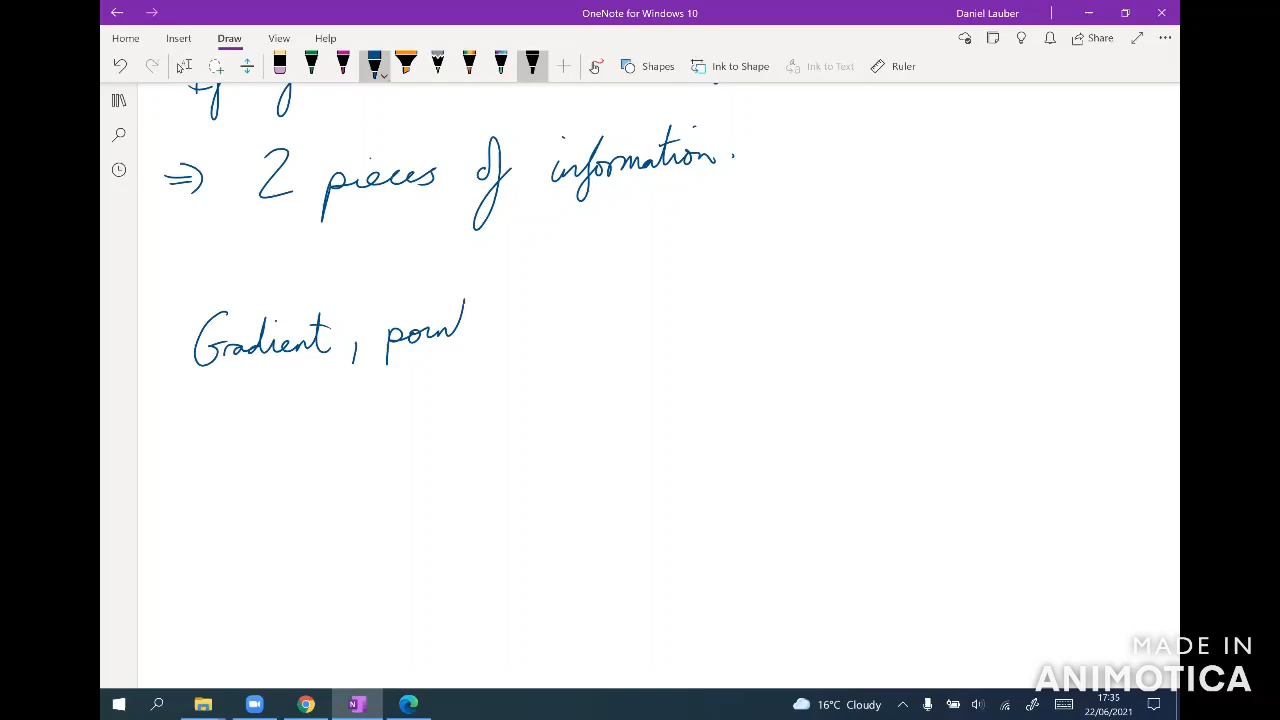 OneNote for Windows 10
Daniel Lauber
Home Insert Draw View Help
Share
Shapes Ink to Shape Ink to Text Ruler
⇒ 2 pieces of information.
Gradient, poin
MADE IN
ANIMOTICA
16°C Cloudy
17:35
22/06/2021